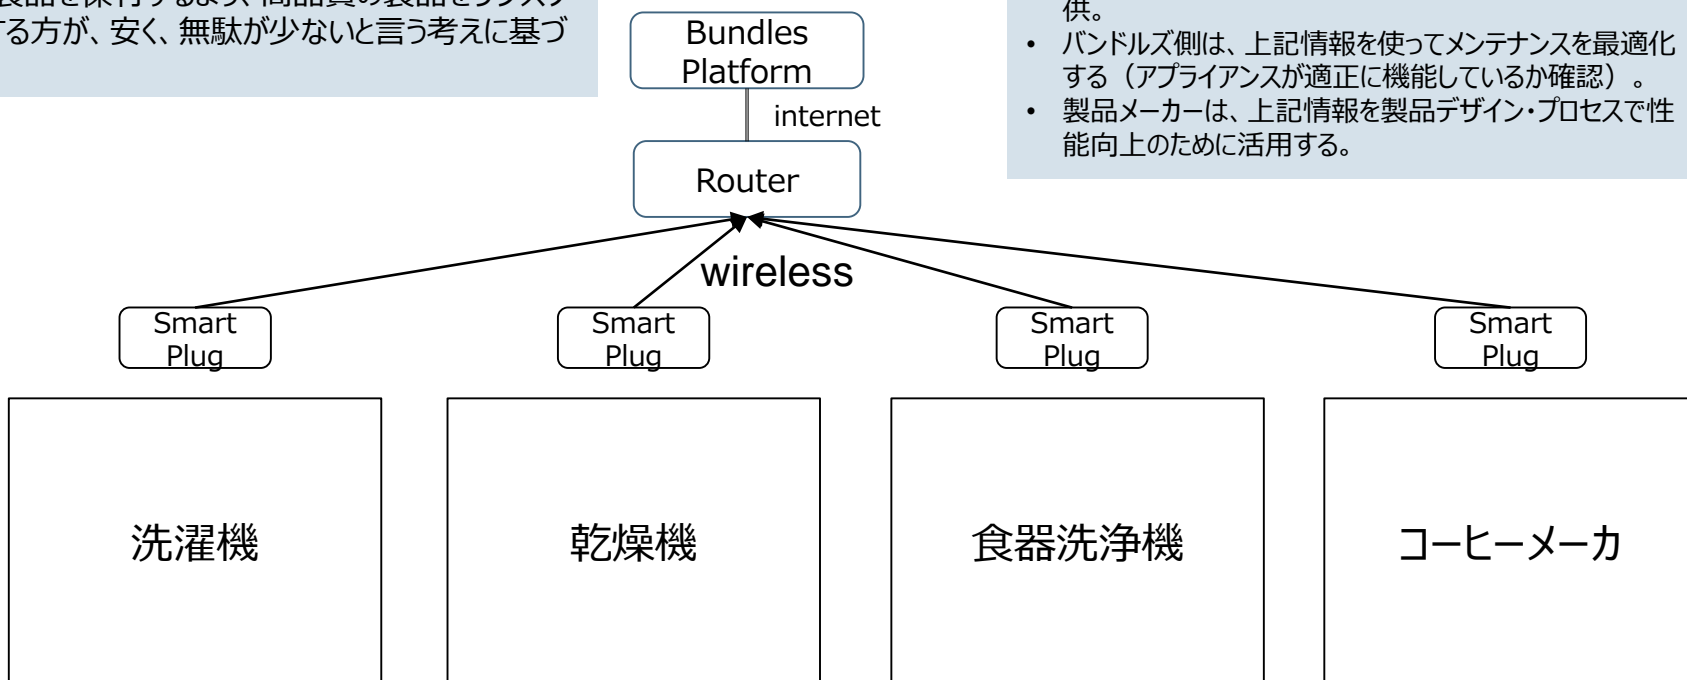 する方が、安く、無駄が少ないと言う考えに基づ
供。
• バンドルズ側は、上記情報を使ってメンテナンスを最適化
する（アプライアンスが適正に機能しているか確認）。
• 製品メーカーは、上記情報を製品デザイン・プロセスで性
能向上のために活用する。
Bundles
Platform
internet
Router
wireless
Smart
Plug
Smart
Plug
Smart
Plug
Smart
Plug
洗濯機
乾燥機
食器洗浄機
コーヒーメーカ